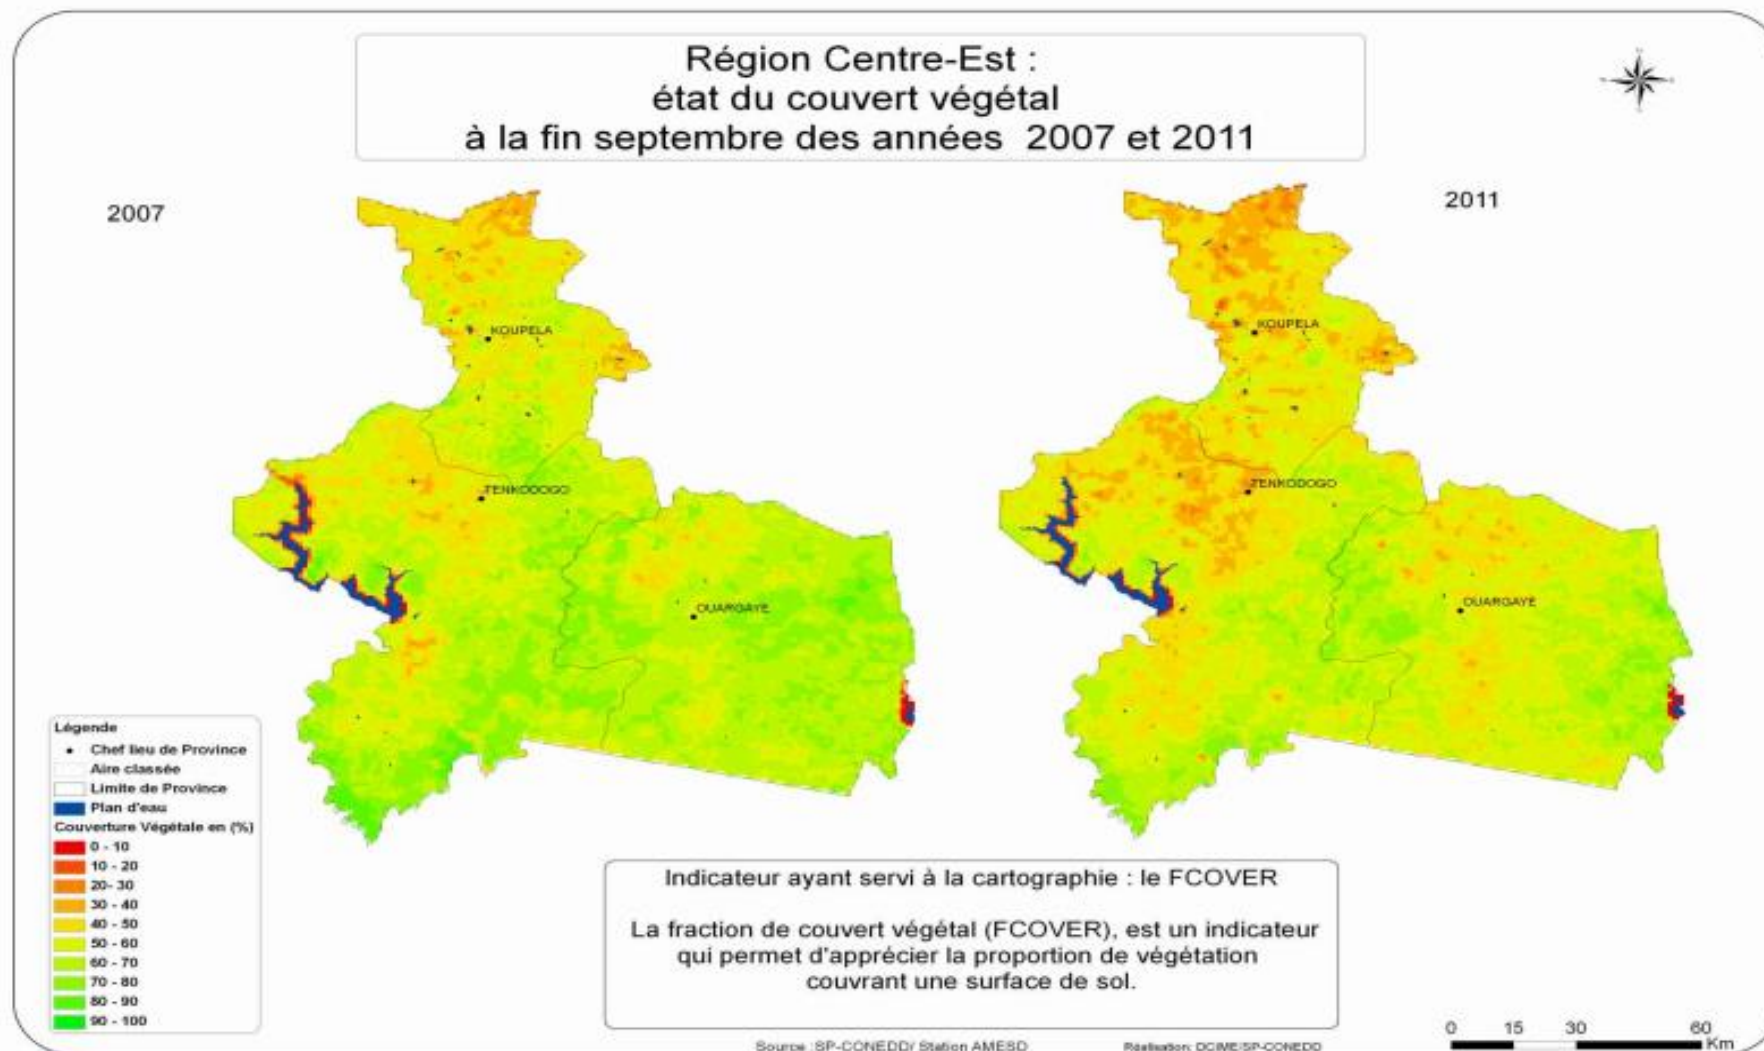 Région Centre-Est :
état du couvert végétal
à la fin septembre des années 2007 et 2011
2007
2011
KOUPELA
TENKODOGO
OUARGAYE
KOUPELA
TENKODOGO
OUARGAYE
Légende
Chef lieu de Province
Aire classée
Limite de Province
Plan d'eau
Couverture Végétale en (%)
0 - 10
10 - 20
20- 30
30 - 40
40 - 50
50 - 60
60 - 70
70 - 80
80 - 90
90 - 100
Indicateur ayant servi à la cartographie : le FCOVER
La fraction de couvert végétal (FCOVER), est un indicateur
qui permet d'apprécier la proportion de végétation
couvrant une surface de sol.
Source :SP-CONEDD/ Station AMESD
Réalisation: DCIME/SP-CONEDD
0 15 30 60
Km